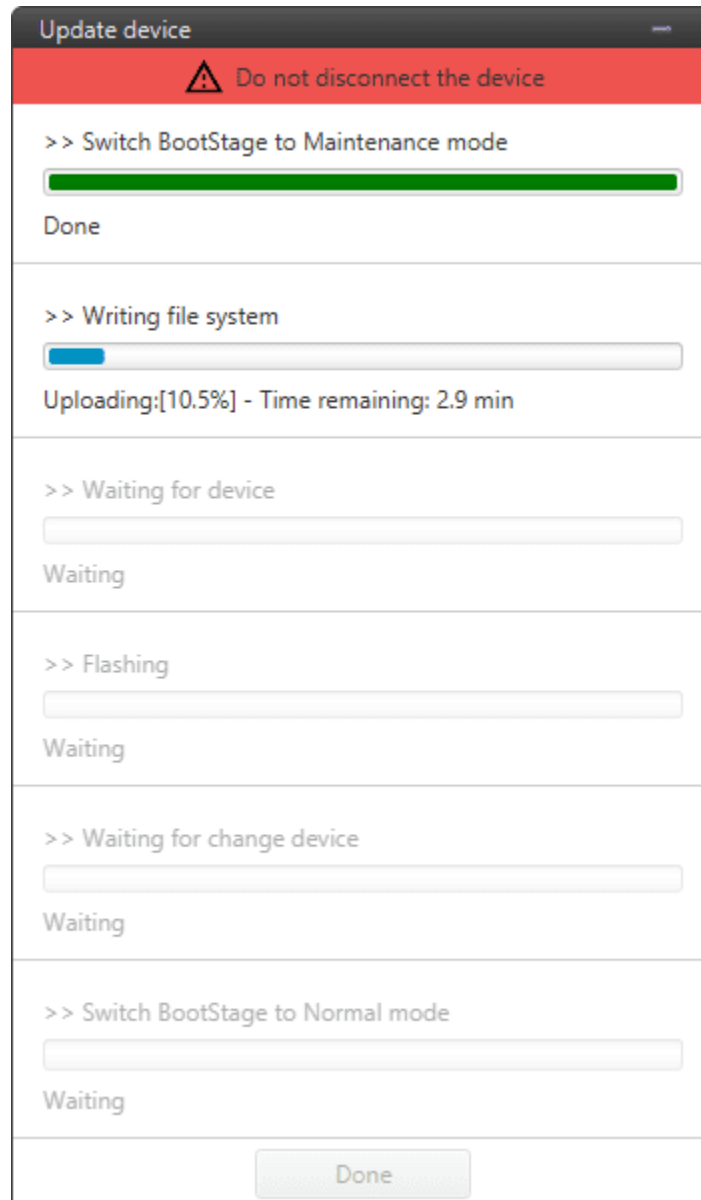 Update device
Do not disconnect the device
>> Switch BootStage to Maintenance mode
Done
>> Writing file system
Uploading:[10.5%] - Time remaining: 2.9 min
>> Waiting for device
Waiting
>> Flashing
Waiting
>> Waiting for change device
Waiting
>> Switch BootStage to Normal mode
Waiting
Done